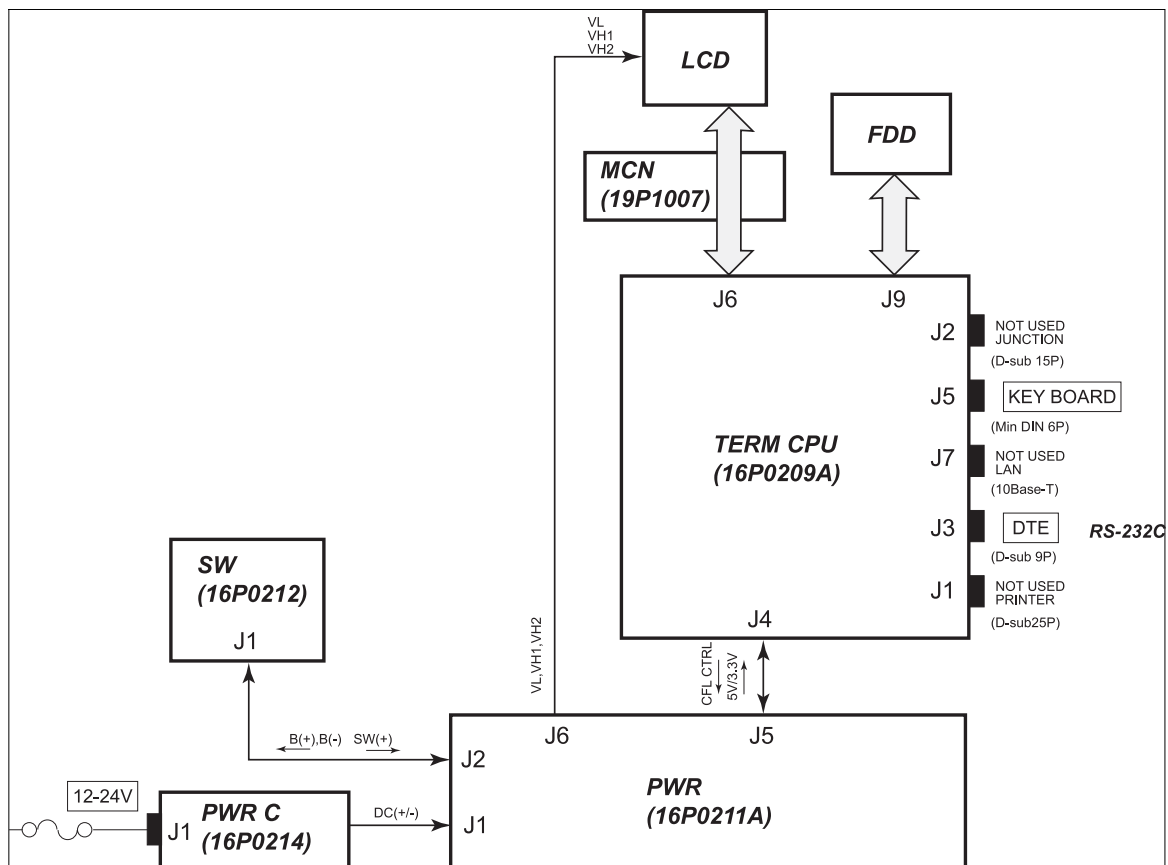 VL
VH1
VH2
LCD
FDD
MCN
(19P1007)
J6
J9
J2
NOT USED
JUNCTION
(D-sub 15P)
J5
KEY BOARD
(Min DIN 6P)
TERM CPU
(16P0209A)
J7
NOT USED
LAN
(10Base-T)
J3
DTE
RS-232C
(D-sub 9P)
J1
NOT USED
PRINTER
(D-sub25P)
J4
SW
(16P0212)
J1
VL,VH1,VH2
CFL CTRL
5V/3.3V
B(+),B(-) SW(+)
J6
J5
J2
PWR
(16P0211A)
12-24V
J1
PWR C
(16P0214)
DC(+/-)
J1